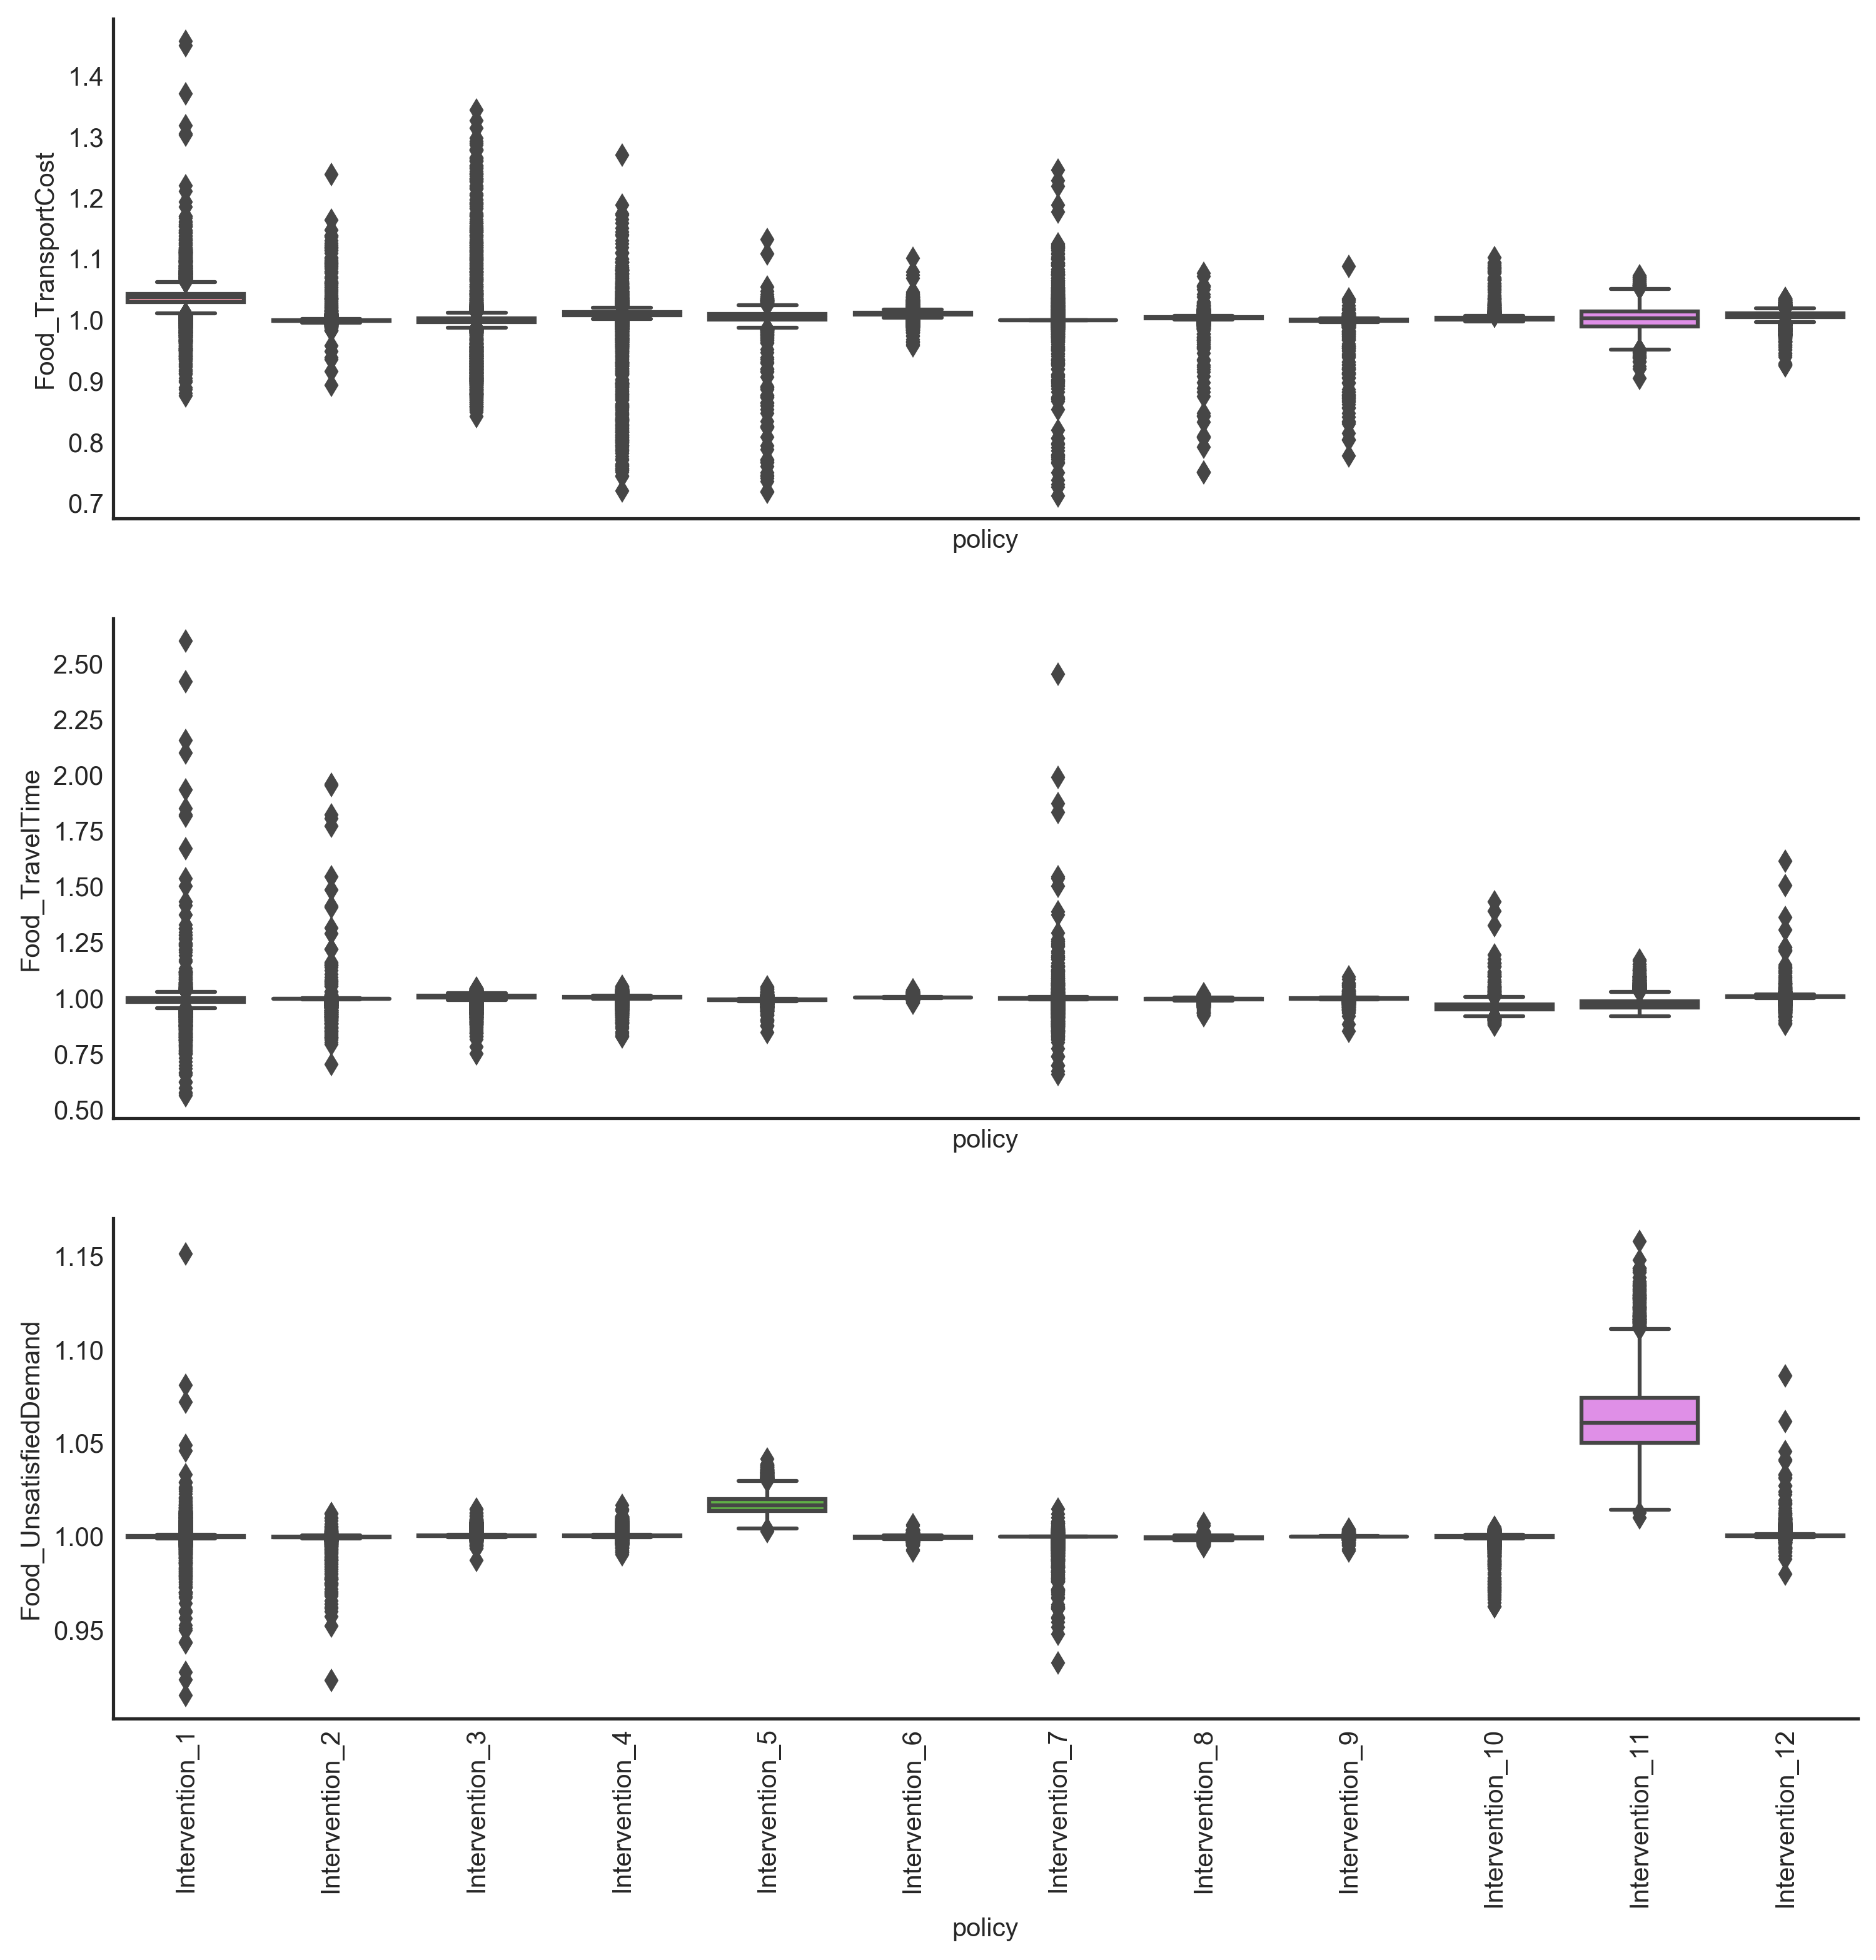 Food_TransportCost
1.4
1.3
1.2
1.1
1.0
0.9
0.8
0.7
policy
Food_TravelTime
2.50
2.25
2.00
1.75
1.50
1.25
1.00
0.75
0.50
policy
Food_UnsatisfiedDemand
1.15
1.10
1.05
1.00
0.95
Intervention_1
Intervention_2
Intervention_3
Intervention_4
Intervention_5
Intervention_6
Intervention_7
Intervention_8
Intervention_9
Intervention_10
Intervention_11
Intervention_12
policy